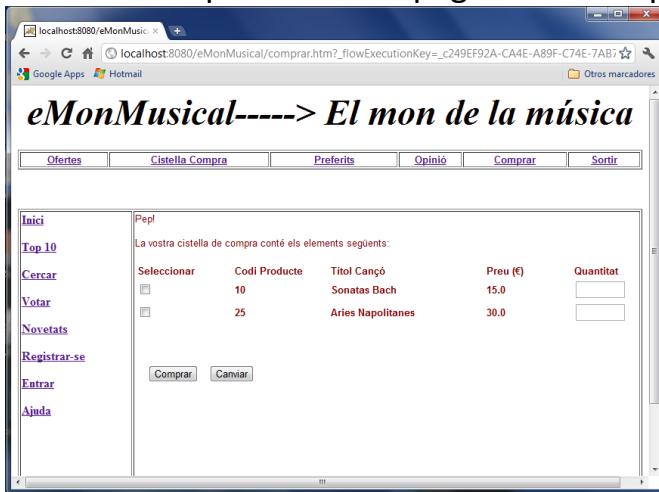 localhost:8080/eMonMusic
localhost:8080/eMonMusical/comprar.htm?_flowExecutionKey=_c249EF92A-CA4E-A89F-C74E-7AB7
Google Apps Hotmail Otros marcadores
eMonMusical-----> El mon de la música
Ofertes Cistella Compra Preferits Opinió Comprar Sortir
Inici
Top 10
Cercar
Votar
Novetats
Registrar-se
Entrar
Ajuda
Pep!
La vostra cistella de compra conté els elements següents:
Seleccionar Codi Producte Titol Cançó Preu (€) Quantitat
10 Sonatas Bach 15.0
25 Aries Napolitanes 30.0
Comprar Canviar